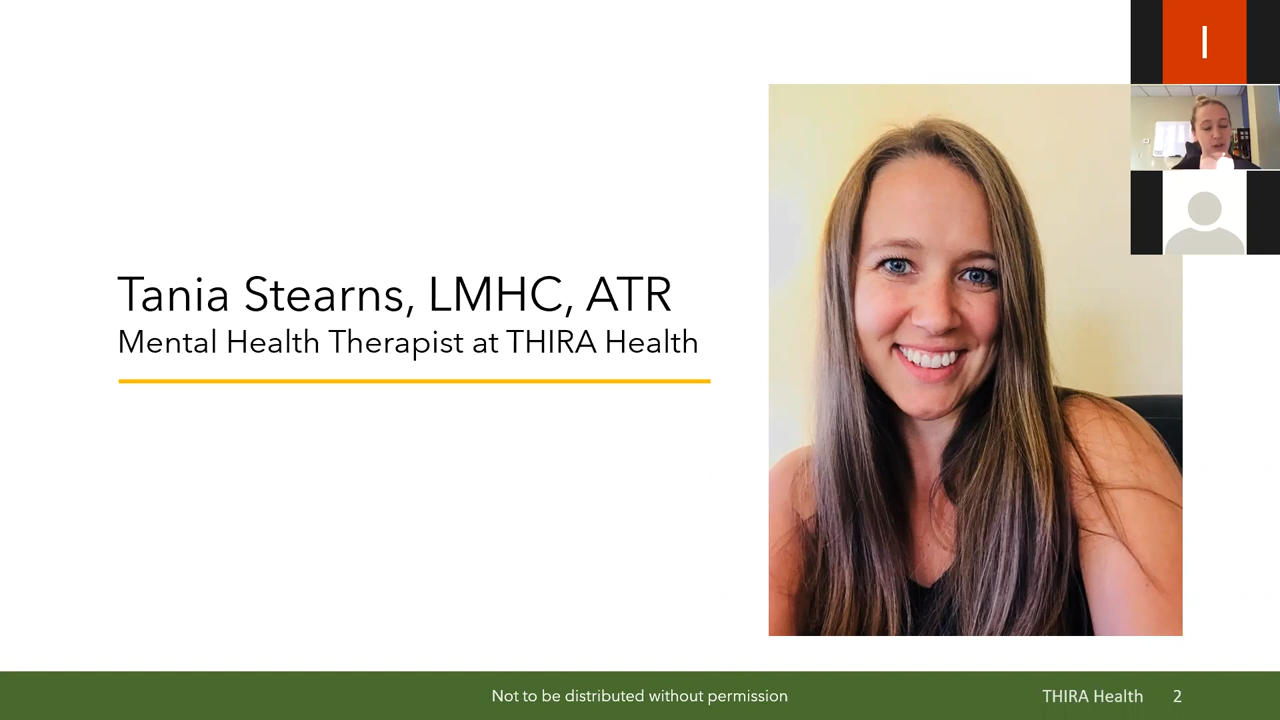 I
Tania Stearns, LMHC, ATR
Mental Health Therapist at THIRA Health
Not to be distributed without permission
THIRA Health
2